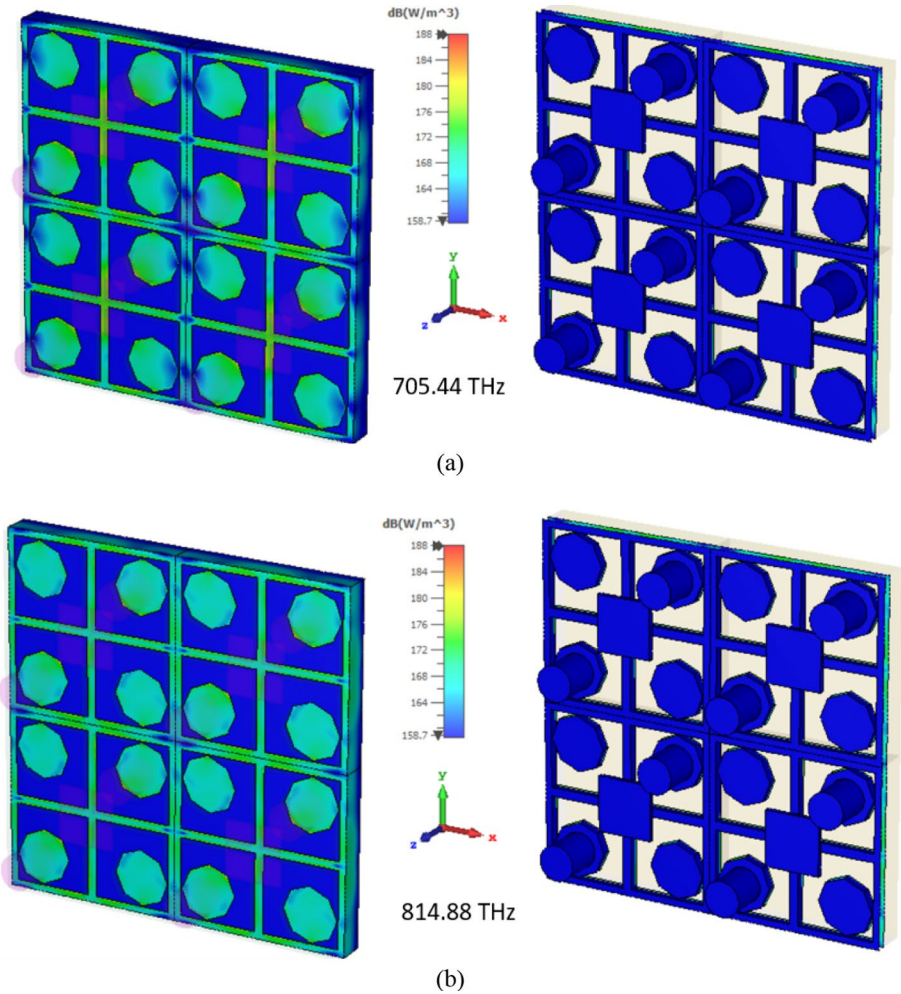 dB(W/m^3)
188
184
180
176
172
168
164
158.7
y
z
x
705.44 THz
(a)
dB(W/m^3)
188
184
180
176
172
168
164
158.7
y
z
x
814.88 THz
(b)